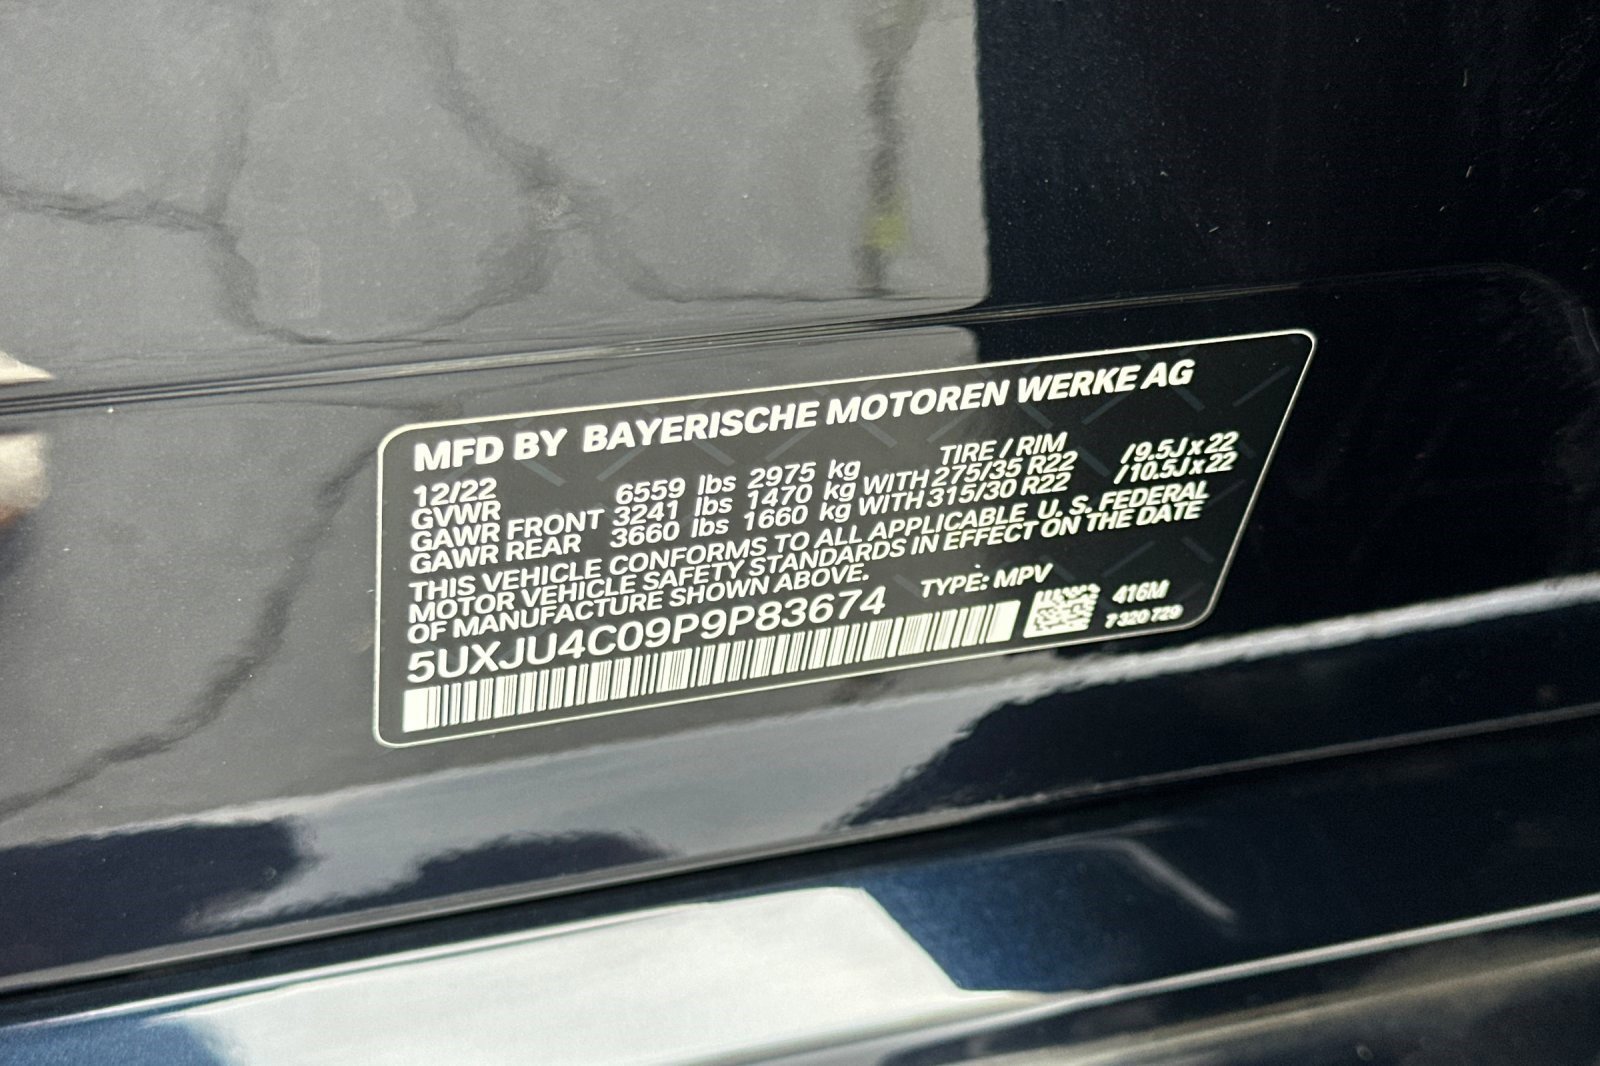 MFD BY BAYERISCHE MOTOREN WERKE AG
12/22 TIRE / RIM
GVWR 6559 lbs 2975 kg
GAWR FRONT 3241 lbs 1470 kg WITH 275/35 R22 /9.5J x 22
GAWR REAR 3660 lbs 1660 kg WITH 315/30 R22 /10.5J x 22
THIS VEHICLE CONFORMS TO ALL APPLICABLE U. S. FEDERAL
MOTOR VEHICLE SAFETY STANDARDS IN EFFECT ON THE DATE
OF MANUFACTURE SHOWN ABOVE.
5UXJU4C09P9P83674 TYPE: MPV
416M
7 320 729